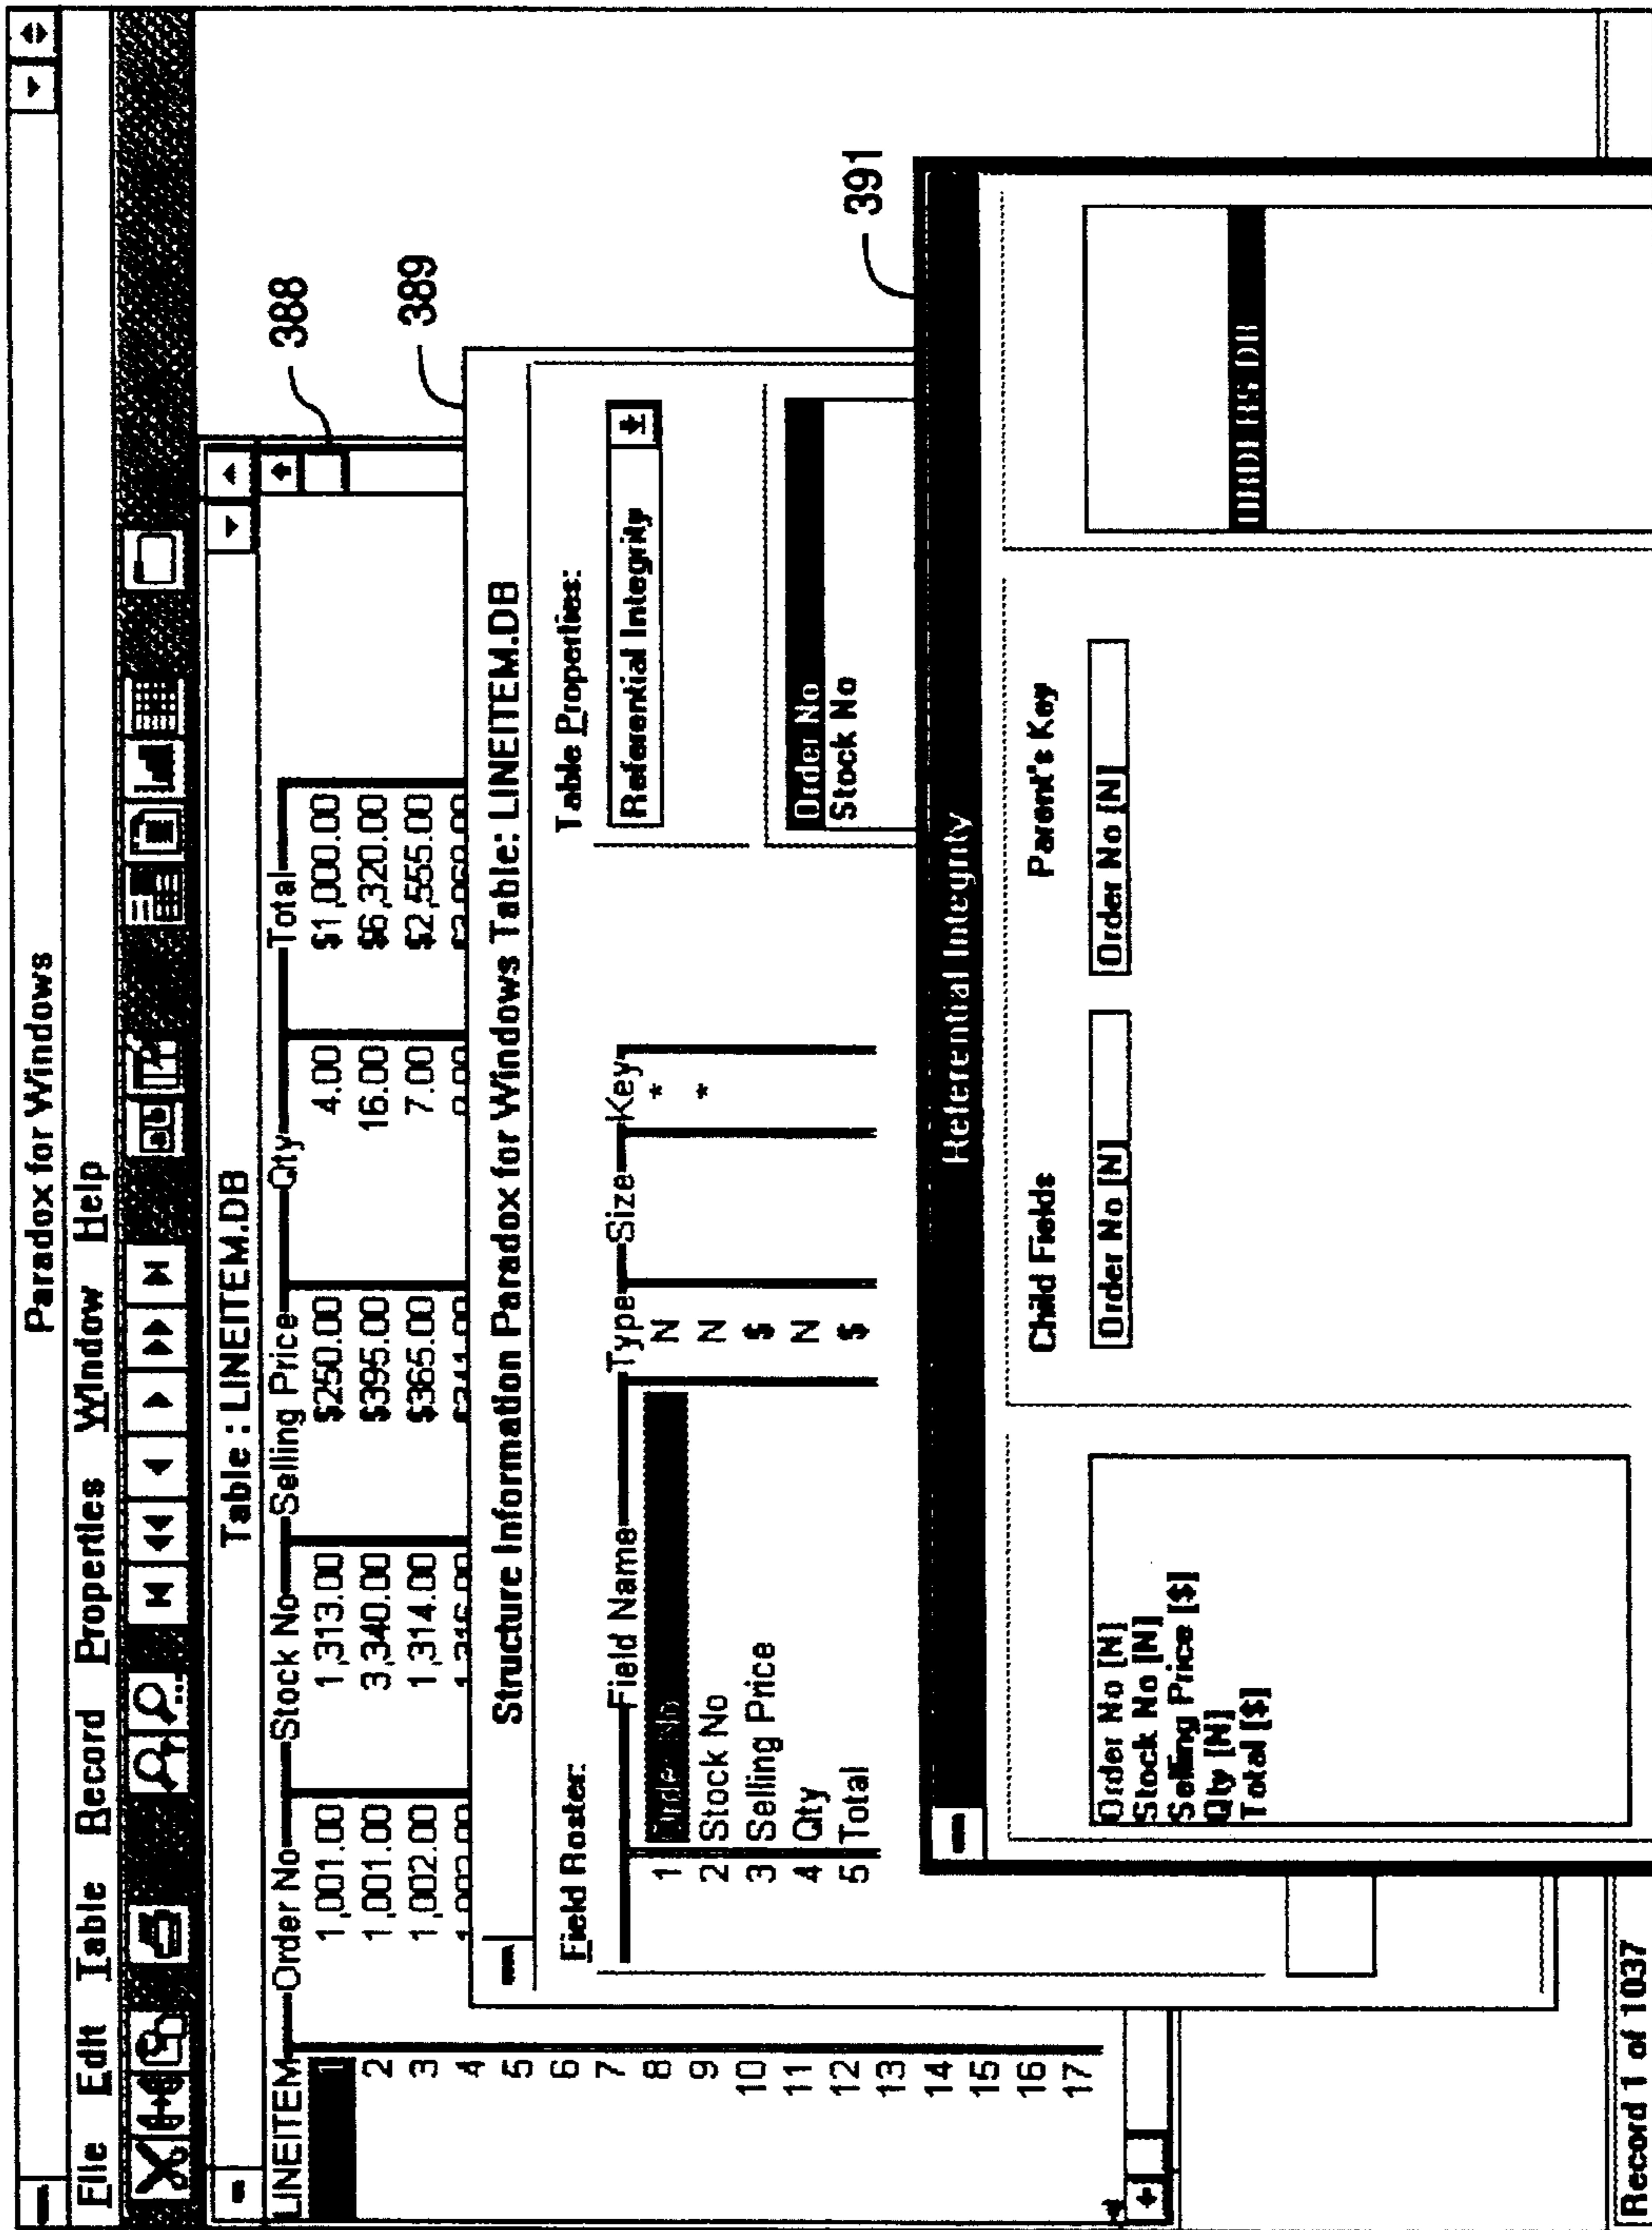 Paradox for Windows
File Edit Table Record Properties Window Help
Table : LINEITEM.DB
LINEITEM Order No Stock No Selling Price Qty Total
1 1,001.00 1,313.00 $250.00 4.00 $1,000.00
2 1,001.00 3,340.00 $395.00 16.00 $6,320.00
3 1,002.00 1,314.00 $365.00 7.00 $2,555.00
4
5
6
7
8
9
10
11
12
13
14
15
16
17
388
389
Structure Information Paradox for Windows Table: LINEITEM.DB
Field Roster:
Table Properties:
Field Name Type Size Key
Referential Integrity
1 Order No N *
2 Stock No N *
3 Selling Price $
4 Qty N
5 Total $
Order No
Stock No
391
Referential Integrity
Child Fields Parent's Key
Order No [N]
Stock No [N]
Selling Price [$]
Qty [N]
Total [$]
Order No [N] Order No [N]
Record 1 of 1037